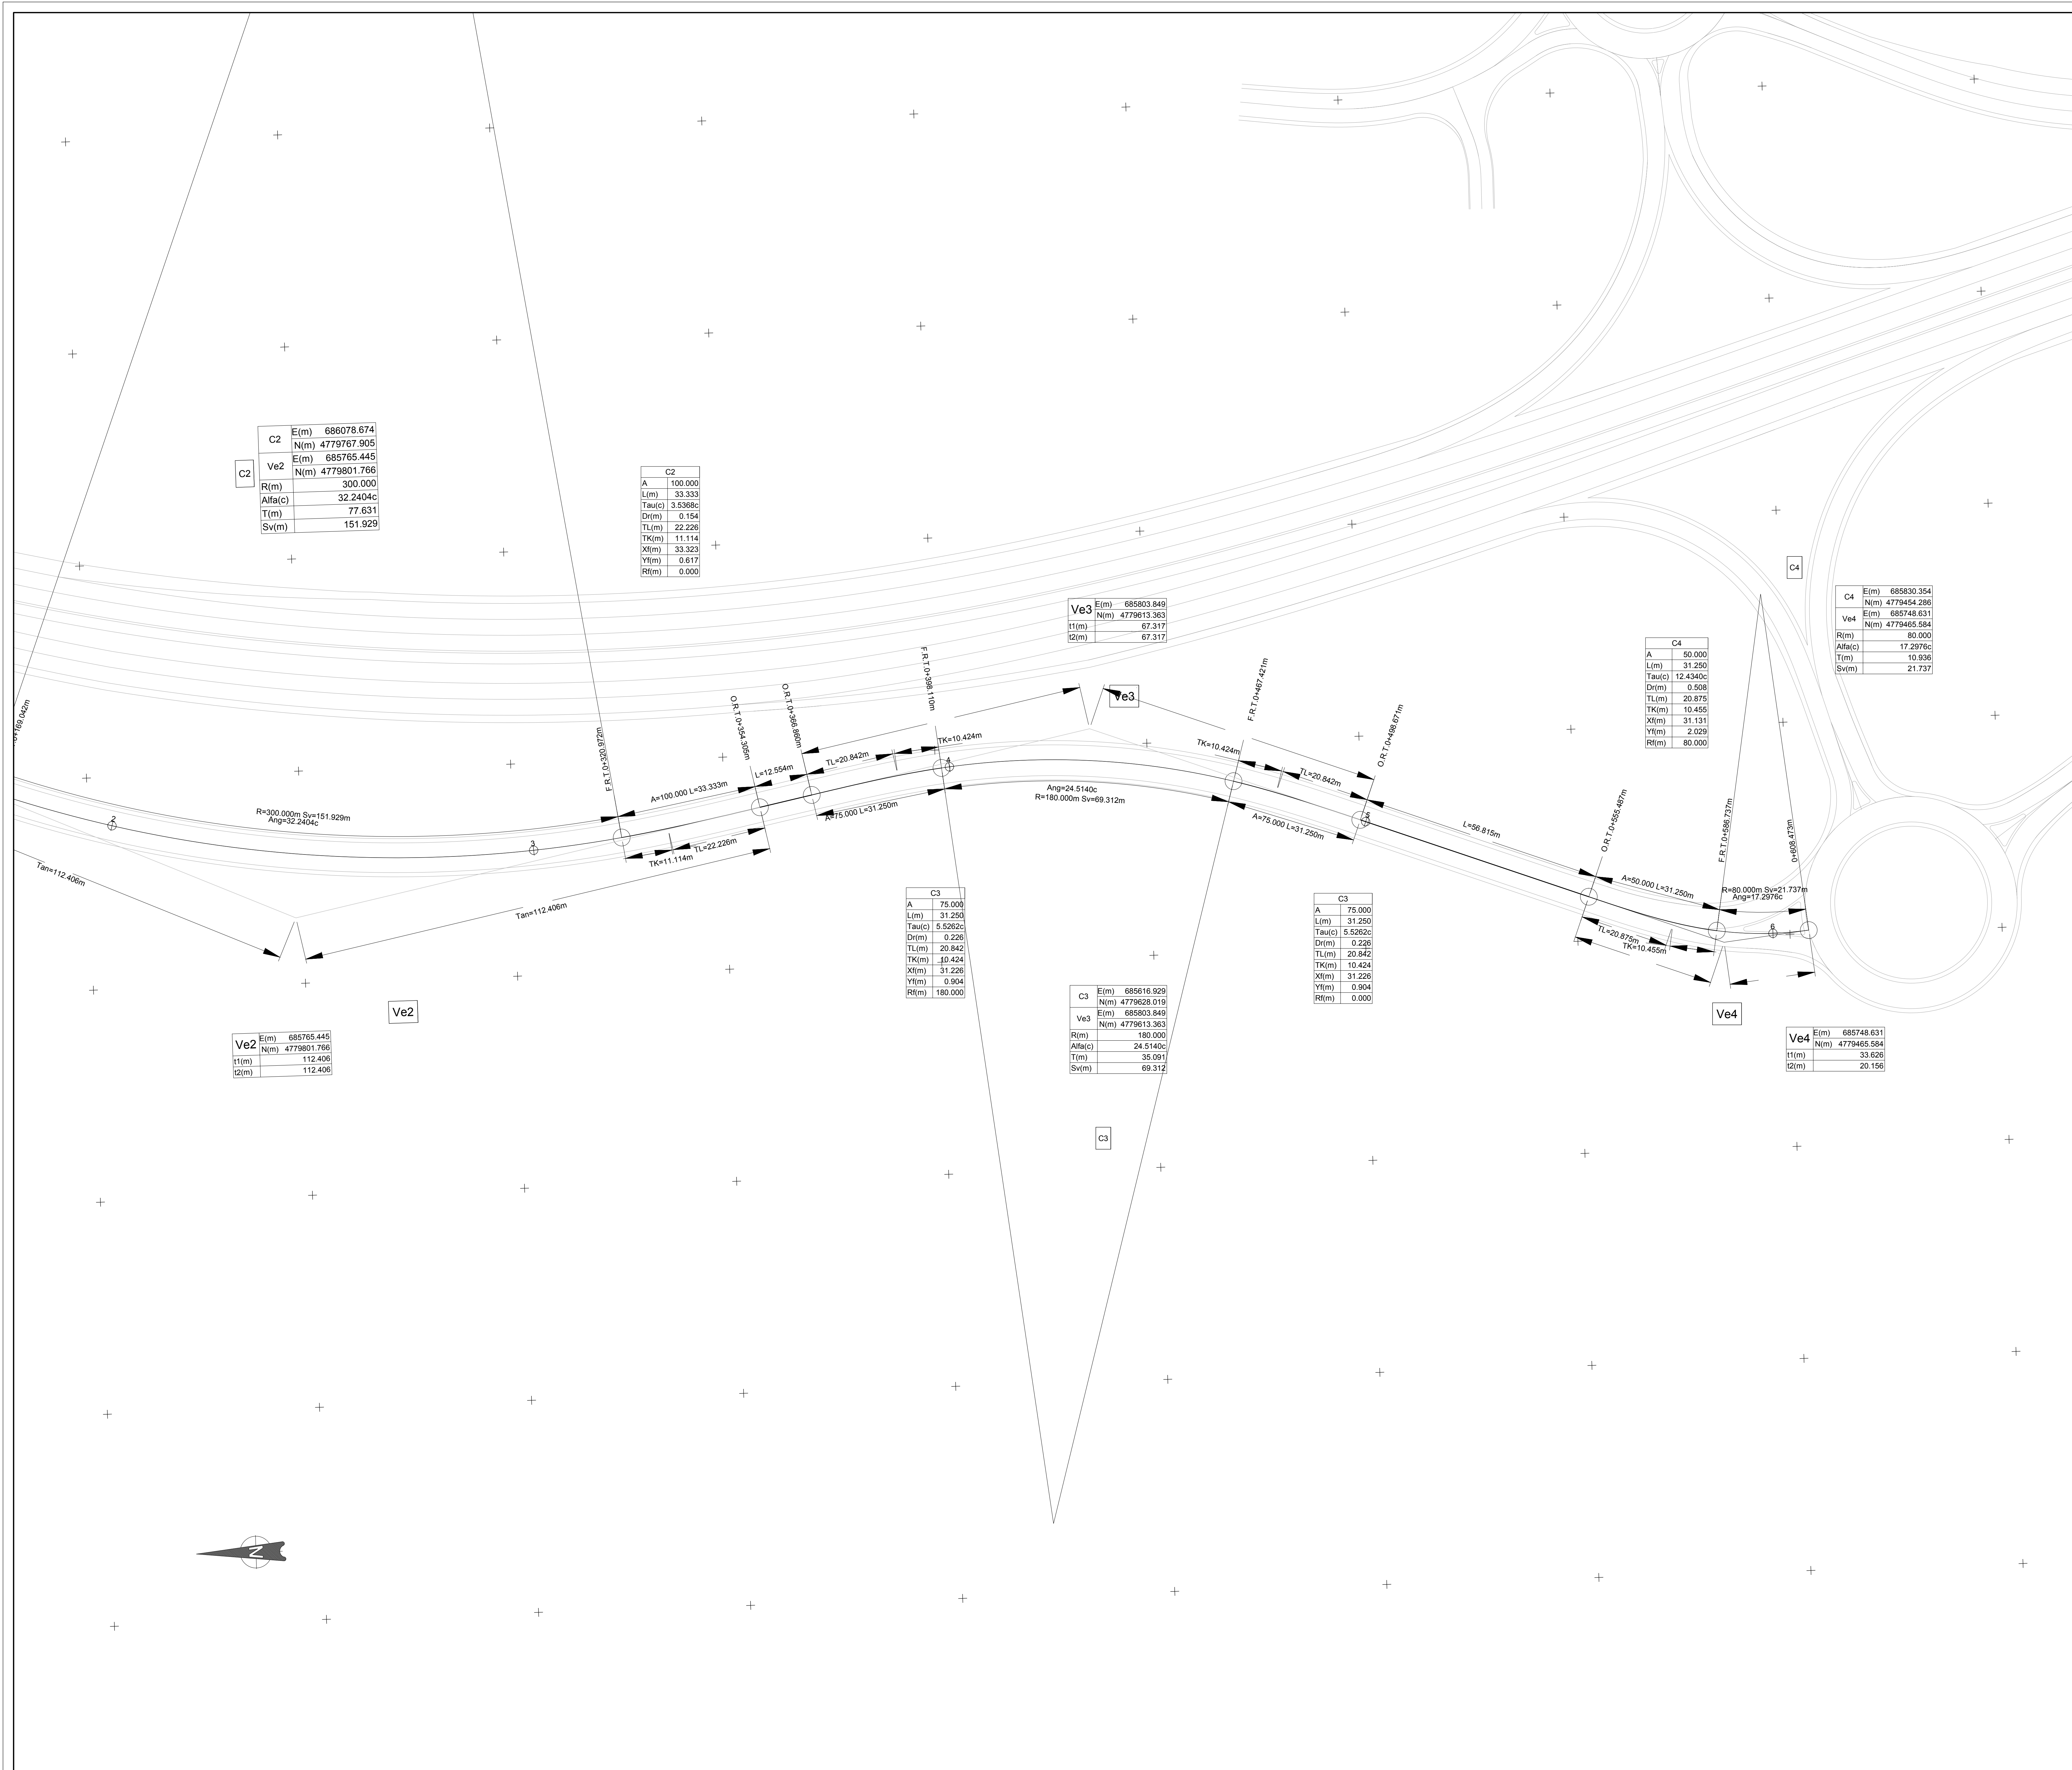 C2
C2
E(m) 686078.674
N(m) 4779767.905
Ve2
E(m) 685765.445
N(m) 4779801.766
R(m) 300.000
Alfa(c) 32.2404c
T(m) 77.631
Sv(m) 151.929
C2
A 100.000
L(m) 33.333
Tau(c) 3.5368c
Dr(m) 0.154
TL(m) 22.226
TK(m) 11.114
Xf(m) 33.323
Yf(m) 0.617
Rf(m) 0.000
Ve3
E(m) 685803.849
N(m) 4779613.363
t1(m) 67.317
t2(m) 67.317
C4
C4
E(m) 685830.354
N(m) 4779454.286
Ve4
E(m) 685748.631
N(m) 4779465.584
R(m) 80.000
Alfa(c) 17.2976c
T(m) 10.936
Sv(m) 21.737
C4
A 50.000
L(m) 31.250
Tau(c) 12.4340c
Dr(m) 0.508
TL(m) 20.875
TK(m) 10.455
Xf(m) 31.131
Yf(m) 2.029
Rf(m) 80.000
0+169.042m
F.R.T.0+320.972m
O.R.T.0+354.305m
O.R.T.0+366.860m
F.R.T.0+398.110m
Ve3
F.R.T.0+467.421m
O.R.T.0+498.671m
O.R.T.0+555.487m
F.R.T.0+586.737m
0+608.473m
R=300.000m Sv=151.929m
Ang=32.2404c
A=100.000 L=33.333m
L=12.554m
TL=20.842m
TK=10.424m
A=75.000 L=31.250m
Ang=24.5140c
R=180.000m Sv=69.312m
TK=10.424m
TL=20.842m
A=75.000 L=31.250m
L=56.815m
A=50.000 L=31.250m
R=80.000m Sv=21.737m
Ang=17.2976c
TL=20.875m
TK=10.455m
2
3
4
5
6
Tan=112.406m
TK=11.114m
TL=22.226m
Tan=112.406m
C3
A 75.000
L(m) 31.250
Tau(c) 5.5262c
Dr(m) 0.226
TL(m) 20.842
TK(m) 10.424
Xf(m) 31.226
Yf(m) 0.904
Rf(m) 180.000
C3
A 75.000
L(m) 31.250
Tau(c) 5.5262c
Dr(m) 0.226
TL(m) 20.842
TK(m) 10.424
Xf(m) 31.226
Yf(m) 0.904
Rf(m) 0.000
Ve2
Ve2
E(m) 685765.445
N(m) 4779801.766
t1(m) 112.406
t2(m) 112.406
C3
E(m) 685616.929
N(m) 4779628.019
Ve3
E(m) 685803.849
N(m) 4779613.363
R(m) 180.000
Alfa(c) 24.5140c
T(m) 35.091
Sv(m) 69.312
C3
Ve4
Ve4
E(m) 685748.631
N(m) 4779465.584
t1(m) 33.626
t2(m) 20.156
N